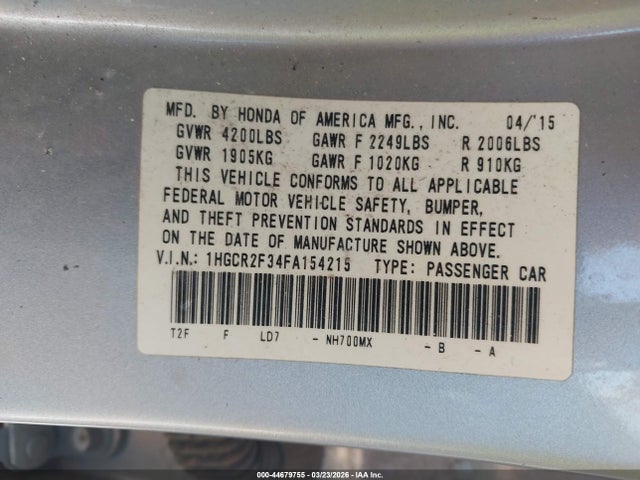 MFD. BY HONDA OF AMERICA MFG., INC. 04/'15
GVWR 4200LBS GAWR F 2249LBS R 2006LBS
GVWR 1905KG GAWR F 1020KG R 910KG
THIS VEHICLE CONFORMS TO ALL APPLICABLE
FEDERAL MOTOR VEHICLE SAFETY, BUMPER,
AND THEFT PREVENTION STANDARDS IN EFFECT
ON THE DATE OF MANUFACTURE SHOWN ABOVE.
V.I.N.: 1HGCR2F34FA154215 TYPE: PASSENGER CAR
T2F F LD7 - NH700MX - B - A
000-44679755 - 03/23/2026 - IAA Inc.